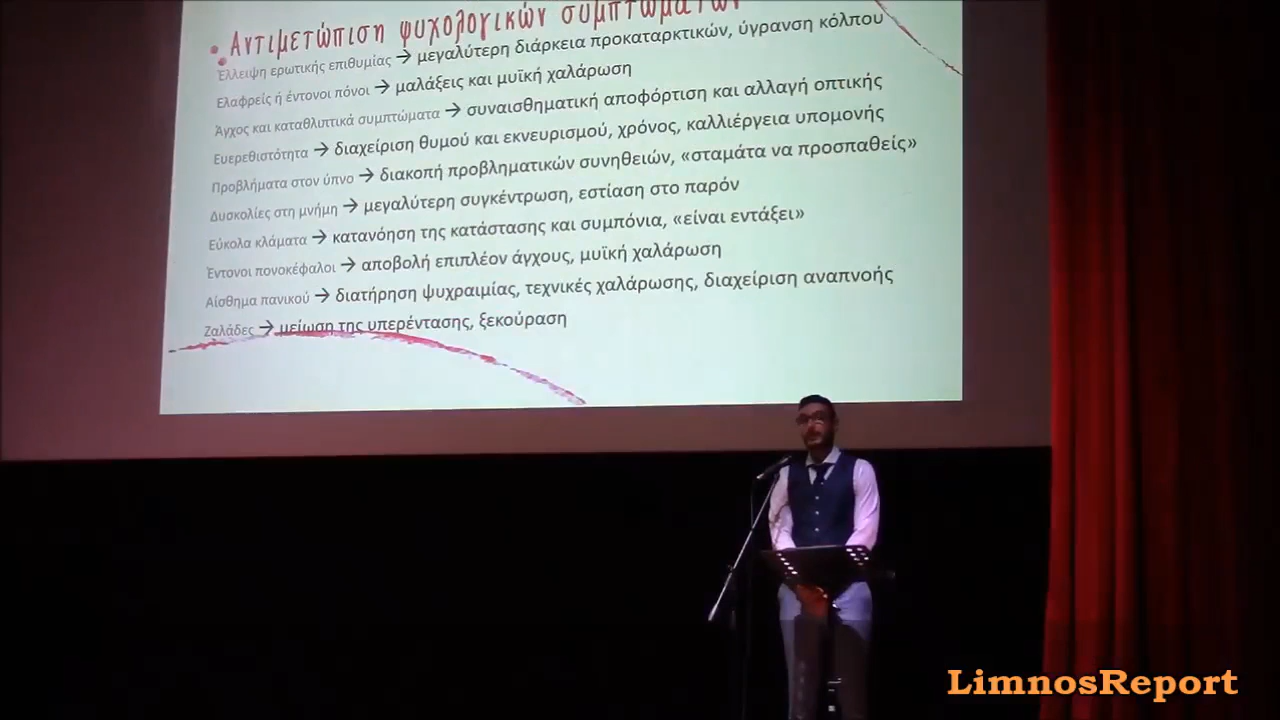 • Αντιμετώπιση ψυχολογικών συμπτωμάτων
Έλλειψη ερωτικής επιθυμίας → μεγαλύτερη διάρκεια προκαταρκτικών, ύγρανση κόλπου
Ελαφρείς ή έντονοι πόνοι → μαλάξεις και μυϊκή χαλάρωση
Άγχος και καταθλιπτικά συμπτώματα → συναισθηματική αποφόρτιση και αλλαγή οπτικής
Ευερεθιστότητα → διαχείριση θυμού και εκνευρισμού, χρόνος, καλλιέργεια υπομονής
Προβλήματα στον ύπνο → διακοπή προβληματικών συνηθειών, «σταμάτα να προσπαθείς»
Δυσκολίες στη μνήμη → μεγαλύτερη συγκέντρωση, εστίαση στο παρόν
Εύκολα κλάματα → κατανόηση της κατάστασης και συμπόνια, «είναι εντάξει»
Έντονοι πονοκέφαλοι → αποβολή επιπλέον άγχους, μυϊκή χαλάρωση
Αίσθημα πανικού → διατήρηση ψυχραιμίας, τεχνικές χαλάρωσης, διαχείριση αναπνοής
Ζαλάδες → μείωση της υπερέντασης, ξεκούραση
LimnosReport